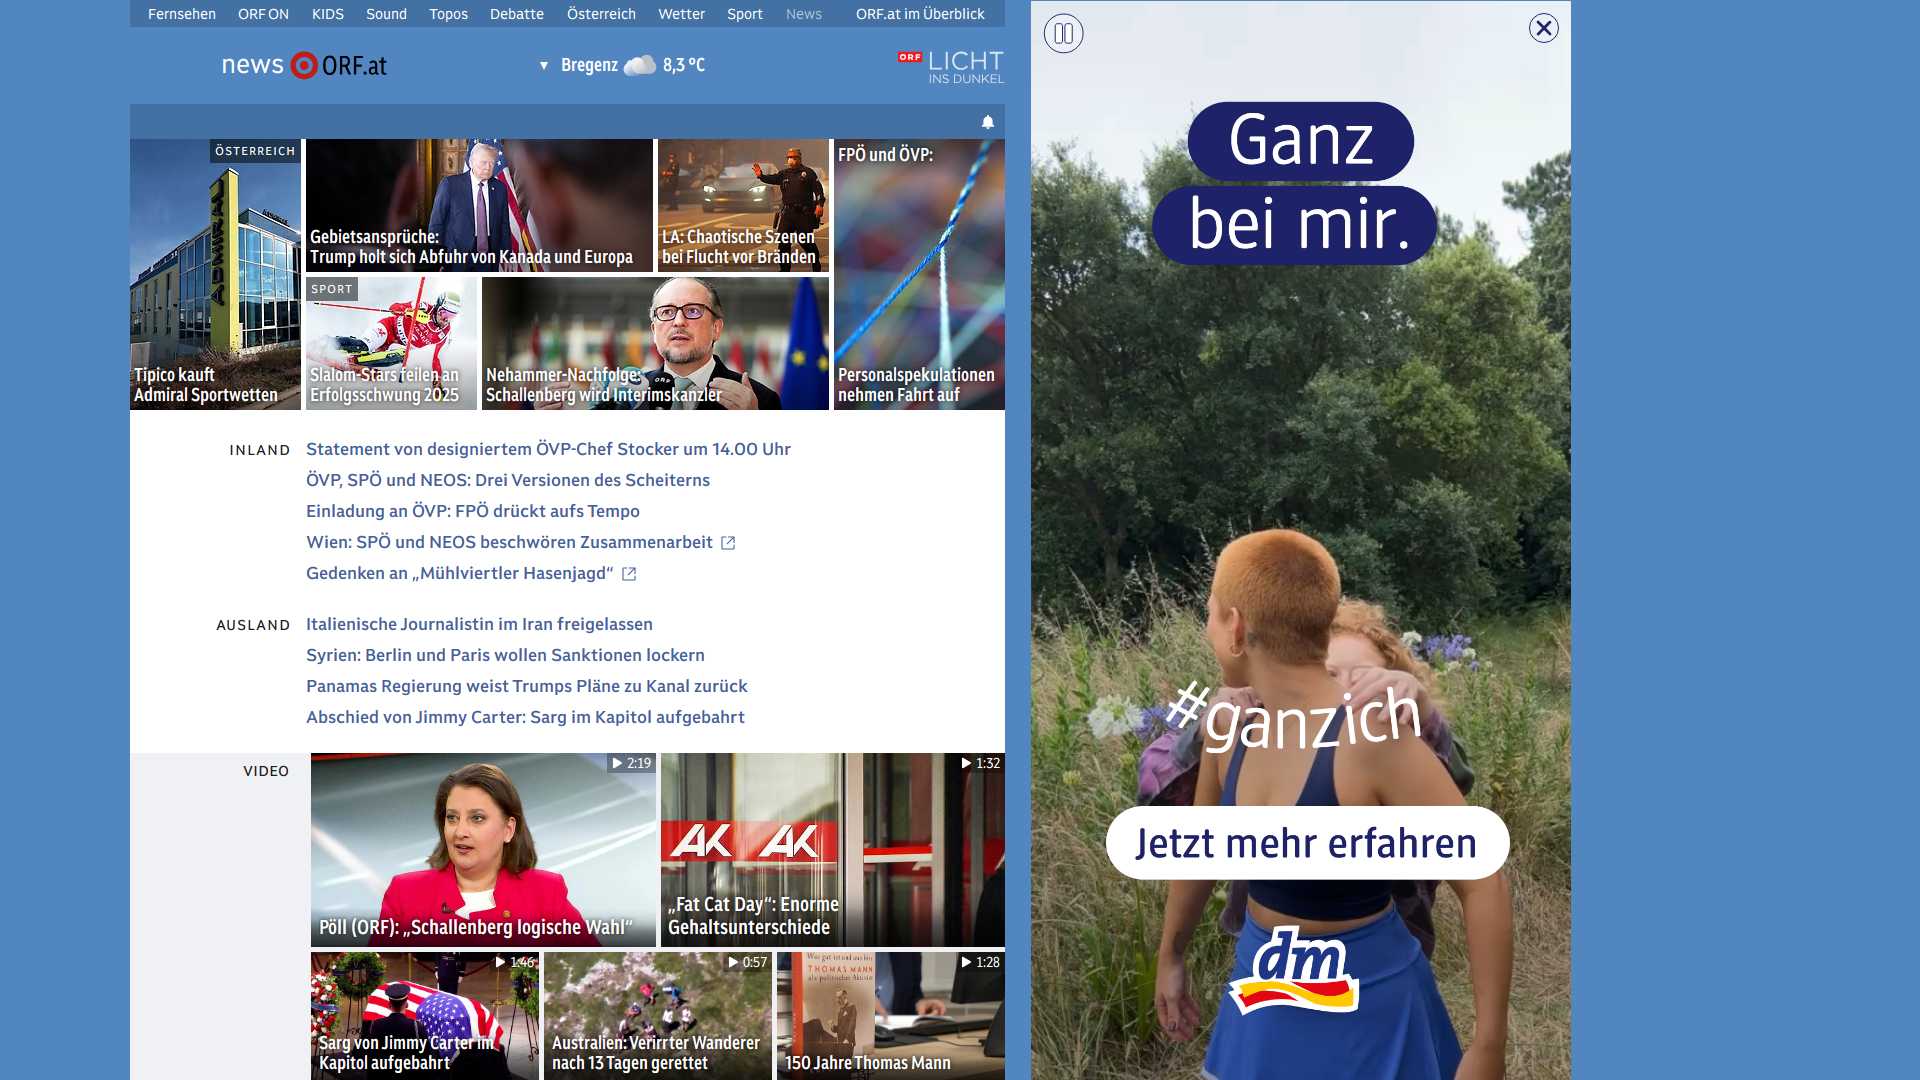 Fernsehen ORF ON KIDS Sound Topos Debatte Österreich Wetter Sport News ORF.at im Überblick
news ORF.at
Bregenz 8,3 °C
ORF LICHT
INS DUNKEL
ÖSTERREICH
ADMIRAL
Tipico kauft
Admiral Sportwetten
Gebietsansprüche:
Trump holt sich Abfuhr von Kanada und Europa
LA: Chaotische Szenen
bei Flucht vor Bränden
FPÖ und ÖVP:
Personalspekulationen
nehmen Fahrt auf
SPORT
Slalom-Stars feilen an
Erfolgsschwung 2025
Nehammer-Nachfolge:
Schallenberg wird Interimskanzler
INLAND
Statement von designiertem ÖVP-Chef Stocker um 14.00 Uhr
ÖVP, SPÖ und NEOS: Drei Versionen des Scheiterns
Einladung an ÖVP: FPÖ drückt aufs Tempo
Wien: SPÖ und NEOS beschwören Zusammenarbeit
Gedenken an „Mühlviertler Hasenjagd“
AUSLAND
Italienische Journalistin im Iran freigelassen
Syrien: Berlin und Paris wollen Sanktionen lockern
Panamas Regierung weist Trumps Pläne zu Kanal zurück
Abschied von Jimmy Carter: Sarg im Kapitol aufgebahrt
VIDEO
2:19
Pöll (ORF): „Schallenberg logische Wahl“
1:32
AK AK
„Fat Cat Day“: Enorme
Gehaltsunterschiede
1:46
Sarg von Jimmy Carter im
Kapitol aufgebahrt
0:57
Australien: Verirrter Wanderer
nach 13 Tagen gerettet
1:28
THOMAS MANN
150 Jahre Thomas Mann
Ganz
bei mir.
#ganzich
Jetzt mehr erfahren
dm